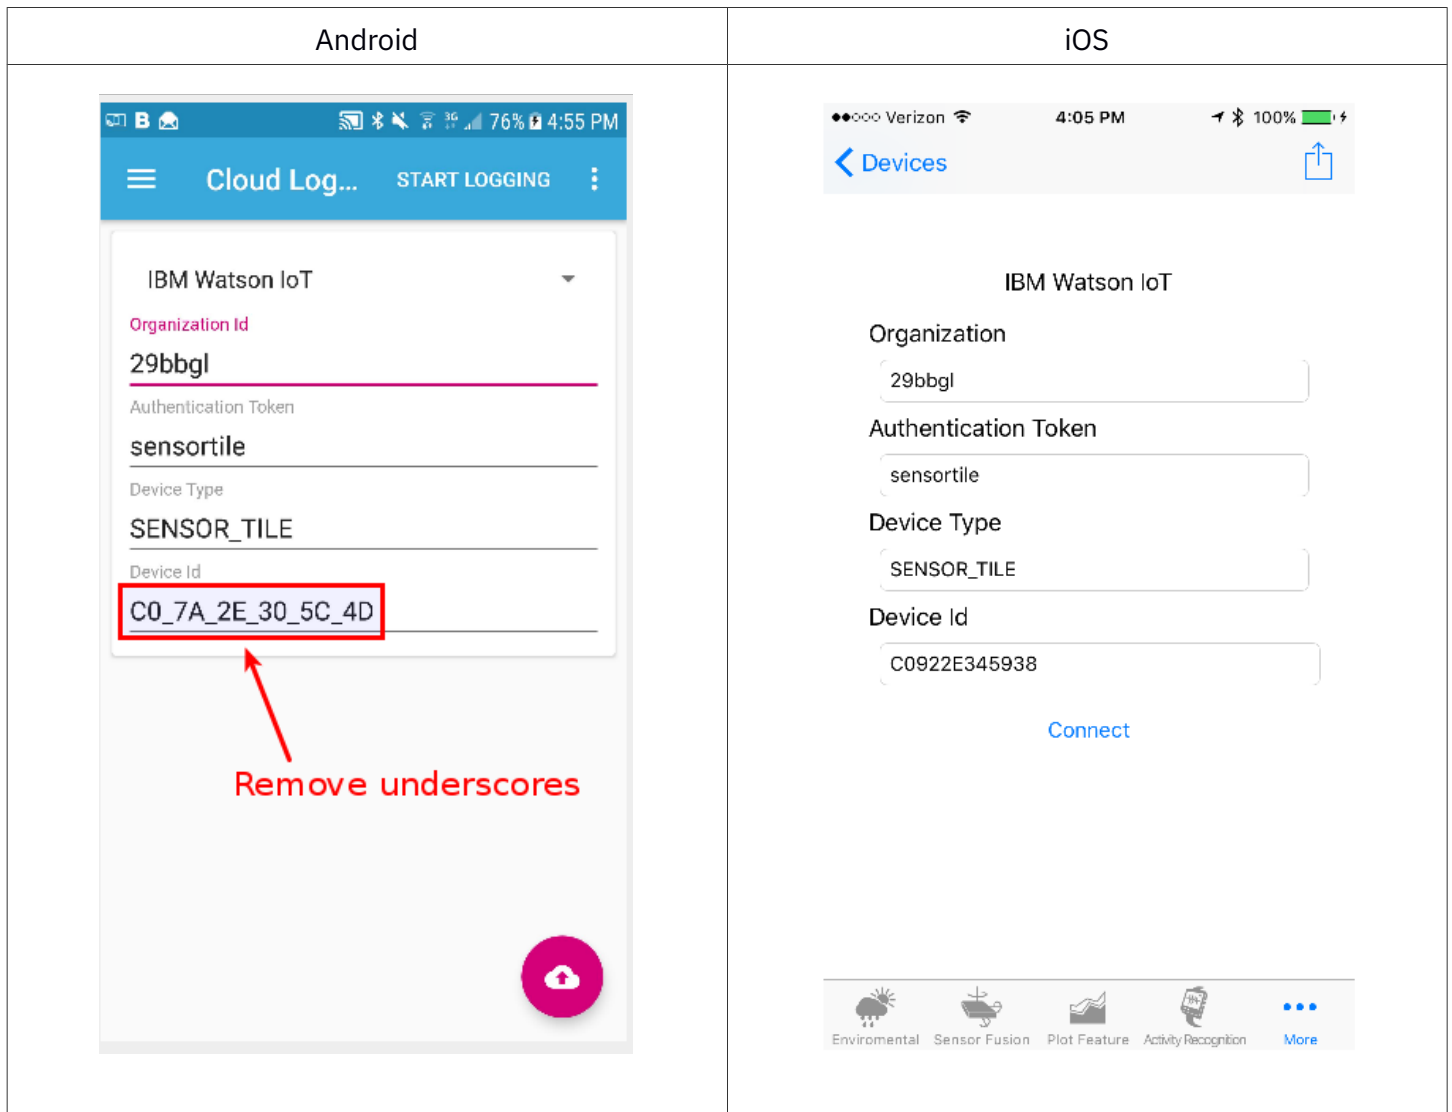 Android
iOS
B 3G 76% 4:55 PM
Cloud Log... START LOGGING
IBM Watson IoT
Organization Id
29bbgl
Authentication Token
sensortile
Device Type
SENSOR_TILE
Device Id
C0_7A_2E_30_5C_4D
Remove underscores
Verizon 4:05 PM 100%
Devices
IBM Watson IoT
Organization
29bbgl
Authentication Token
sensortile
Device Type
SENSOR_TILE
Device Id
C0922E345938
Connect
Enviromental Sensor Fusion Plot Feature Activity Recognition More